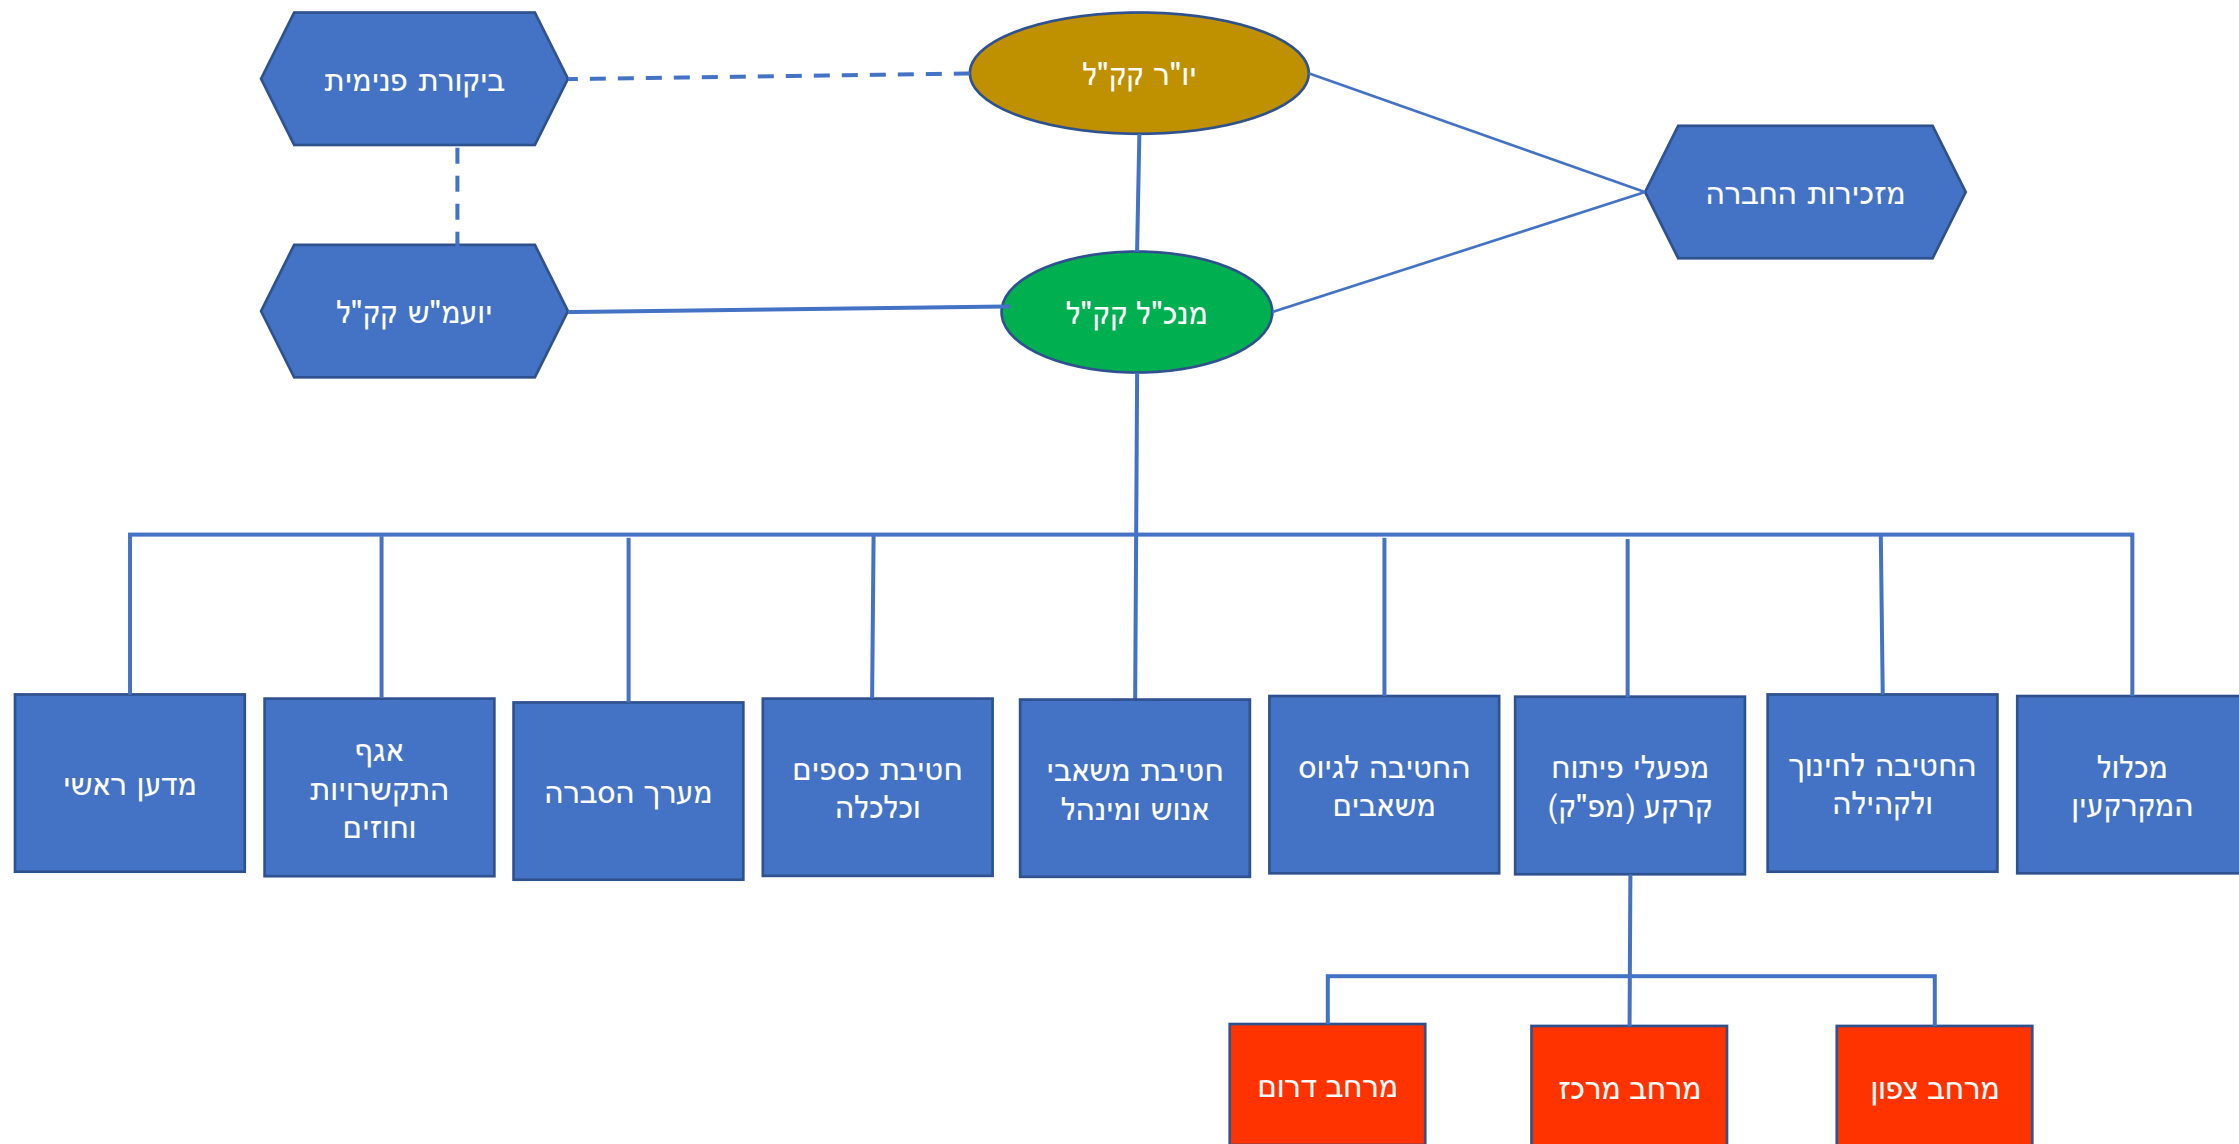 יו"ר קק"ל
ביקורת פנימית
מזכירות החברה
מנכ"ל קק"ל
יועמ"ש קק"ל
מכלול
המקרקעין
החטיבה לחינוך
ולקהילה
מפעלי פיתוח
קרקע (מפ"ק)
החטיבה לגיוס
משאבים
חטיבת משאבי
אנוש ומינהל
חטיבת כספים
וכלכלה
מערך הסברה
אגף
התקשרויות
וחוזים
מדען ראשי
מרחב צפון
מרחב מרכז
מרחב דרום